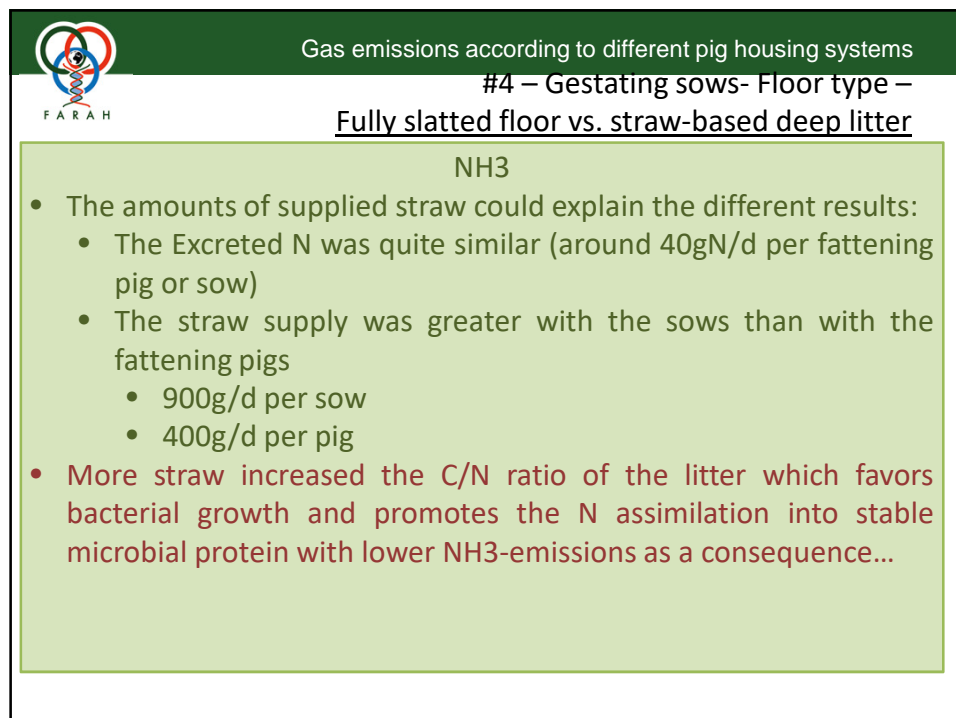 Gas emissions according to different pig housing systems
#4 – Gestating sows- Floor type –
Fully slatted floor vs. straw-based deep litter
F A R A H
NH3
• The amounts of supplied straw could explain the different results:
• The Excreted N was quite similar (around 40gN/d per fattening
pig or sow)
• The straw supply was greater with the sows than with the
fattening pigs
• 900g/d per sow
• 400g/d per pig
• More straw increased the C/N ratio of the litter which favors
bacterial growth and promotes the N assimilation into stable
microbial protein with lower NH3-emissions as a consequence…